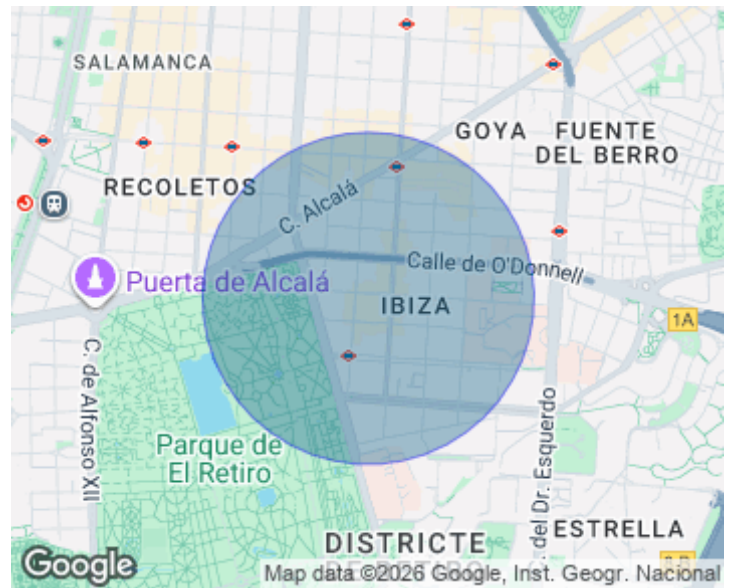 SALAMANCA
GOYA
FUENTE
DEL BERRO
RECOLETOS
C. Alcalá
Calle de O'Donnell
Puerta de Alcalá
IBIZA
1A
C. de Alfonso XII
Parque de
El Retiro
del Dr. Esquerdo
DISTRICTE
ESTRELLA
Google
Map data ©2026 Google, Inst. Geogr. Nacional